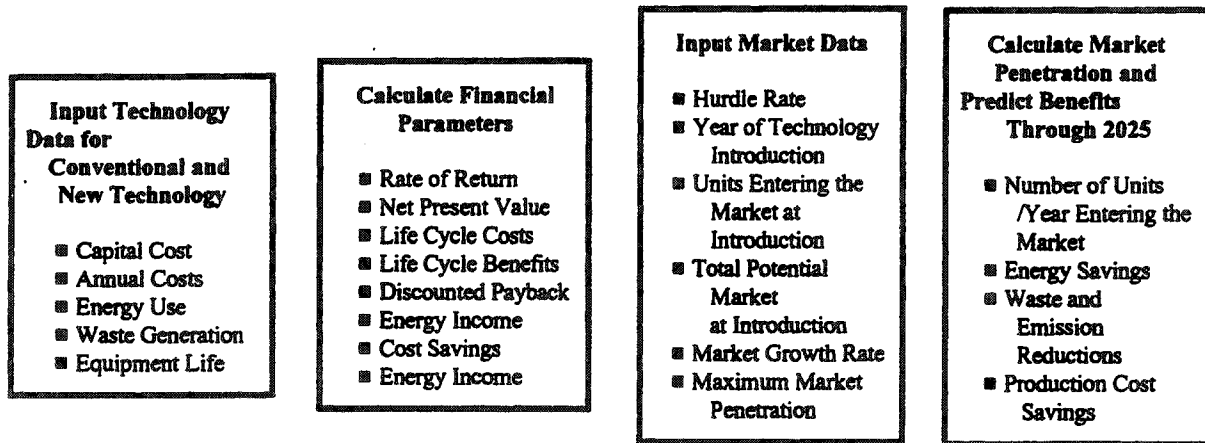 Input Technology
Data for
Conventional and
New Technology
■ Capital Cost
■ Annual Costs
■ Energy Use
■ Waste Generation
■ Equipment Life
Calculate Financial
Parameters
■ Rate of Return
■ Net Present Value
■ Life Cycle Costs
■ Life Cycle Benefits
■ Discounted Payback
■ Energy Income
■ Cost Savings
■ Energy Income
Input Market Data
■ Hurdle Rate
■ Year of Technology
Introduction
■ Units Entering the
Market at
Introduction
■ Total Potential
Market
at Introduction
■ Market Growth Rate
■ Maximum Market
Penetration
Calculate Market
Penetration and
Predict Benefits
Through 2025
■ Number of Units
/Year Entering the
Market
■ Energy Savings
■ Waste and
Emission
Reductions
■ Production Cost
Savings